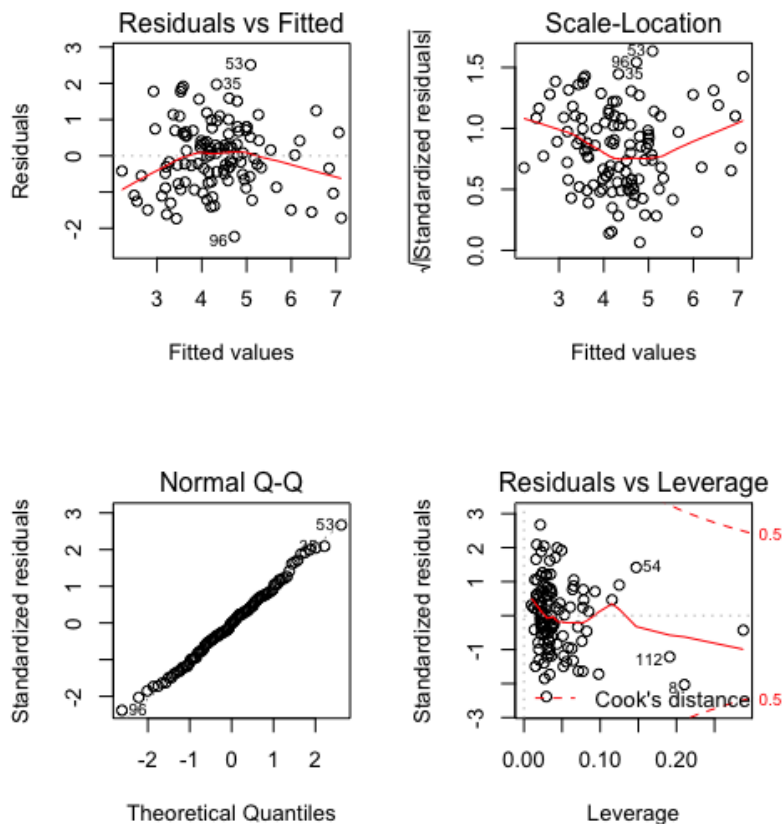 Residuals vs Fitted
Residuals
3
2
1
0
-2
53
35
96
3 4 5 6 7
Fitted values
Scale-Location
√|Standardized residuals|
1.5
1.0
0.5
0.0
53
96
35
3 4 5 6 7
Fitted values
Normal Q-Q
Standardized residuals
3
2
1
0
-2
53
35
96
-2 -1 0 1 2
Theoretical Quantiles
Residuals vs Leverage
Standardized residuals
3
1
-1
-3
0.5
54
112
8
Cook's distance
0.5
0.00 0.10 0.20
Leverage